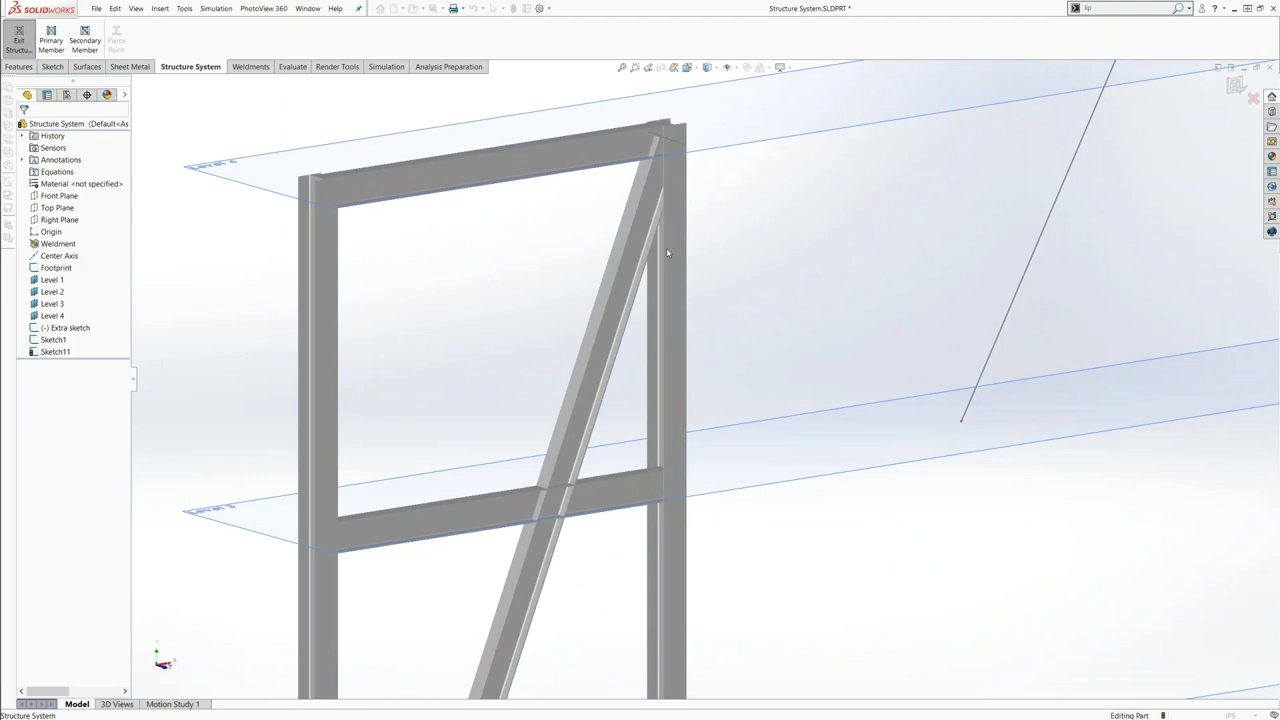 SOLIDWORKS File Edit View Insert Tools Simulation PhotoView 360 Window Help Structure System.SLDPRT * lip
Exit Structu... Primary Member Secondary Member Pierce Point
Features Sketch Surfaces Sheet Metal Structure System Weldments Evaluate Render Tools Simulation Analysis Preparation
Structure System (Default<As
History
Sensors
Annotations
Equations
Material <not specified>
Front Plane
Top Plane
Right Plane
Origin
Weldment
Center Axis
Footprint
Level 1
Level 2
Level 3
Level 4
(-) Extra sketch
Sketch1
Sketch11
Model 3D Views Motion Study 1
Structure System Editing Part IPS